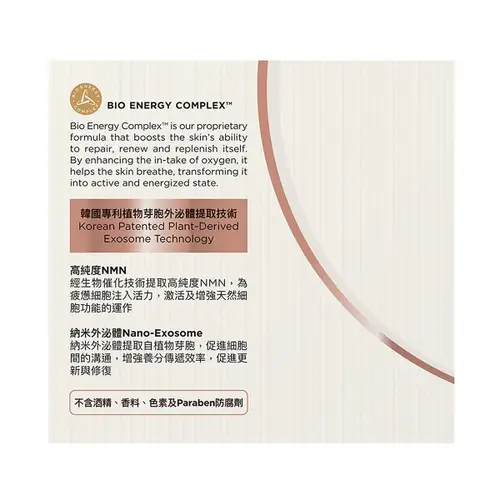 BIO ENERGY
COMPLEX
BIO ENERGY COMPLEX™
Bio Energy Complex™ is our proprietary
formula that boosts the skin's ability
to repair, renew and replenish itself.
By enhancing the in-take of oxygen, it
helps the skin breathe, transforming it
into active and energized state.
韓國專利植物芽胞外泌體提取技術
Korean Patented Plant-Derived
Exosome Technology
高純度NMN
經生物催化技術提取高純度NMN，為
疲憊細胞注入活力，激活及增強天然細
胞功能的運作
納米外泌體Nano-Exosome
納米外泌體提取自植物芽胞，促進細胞
間的溝通，增強養分傳遞效率，促進更
新與修復
不含酒精、香料、色素及Paraben防腐劑